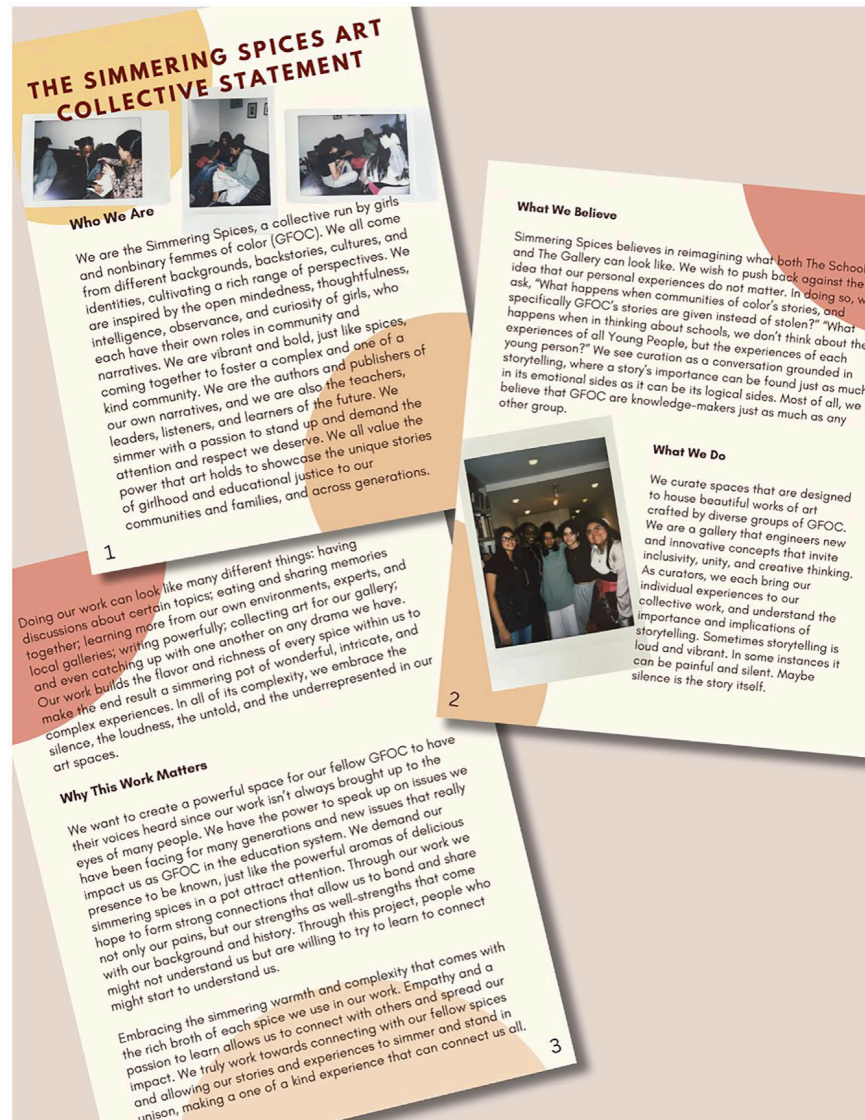 THE SIMMERING SPICES ART
COLLECTIVE STATEMENT
Who We Are
We are the Simmering Spices, a collective run by girls
and nonbinary femmes of color (GFOC). We all come
from different backgrounds, backstories, cultures, and
identities, cultivating a rich range of perspectives. We
are inspired by the open mindedness, thoughtfulness,
intelligence, observance, and curiosity of girls, who
each have their own roles in community and
narratives. We are vibrant and bold, just like spices,
coming together to foster a complex and one of a
kind community. We are the authors and publishers of
our own narratives, and we are also the teachers,
leaders, listeners, and learners of the future. We
simmer with a passion to stand up and demand the
attention and respect we deserve. We all value the
power that art holds to showcase the unique stories
of girlhood and educational justice to our
communities and families, and across generations.
1
What We Believe
Simmering Spices believes in reimagining what both The School
and The Gallery can look like. We wish to push back against the
idea that our personal experiences do not matter. In doing so, w
ask, “What happens when communities of color’s stories, and
specifically GFOC’s stories are given instead of stolen?” “What
happens when in thinking about schools, we don’t think about the
experiences of all Young People, but the experiences of each
young person?” We see curation as a conversation grounded in
storytelling, where a story’s importance can be found just as much
in its emotional sides as it can be its logical sides. Most of all, we
believe that GFOC are knowledge-makers just as much as any
other group.
What We Do
We curate spaces that are designed
to house beautiful works of art
crafted by diverse groups of GFOC.
We are a gallery that engineers new
and innovative concepts that invite
inclusivity, unity, and creative thinking.
As curators, we each bring our
individual experiences to our
collective work, and understand the
importance and implications of
storytelling. Sometimes storytelling is
loud and vibrant. In some instances it
can be painful and silent. Maybe
silence is the story itself.
2
Doing our work can look like many different things: having
discussions about certain topics; eating and sharing memories
together; learning more from our own environments, experts, and
local galleries; writing powerfully; collecting art for our gallery;
and even catching up with one another on any drama we have.
Our work builds the flavor and richness of every spice within us to
make the end result a simmering pot of wonderful, intricate, and
complex experiences. In all of its complexity, we embrace the
silence, the loudness, the untold, and the underrepresented in our
art spaces.
Why This Work Matters
We want to create a powerful space for our fellow GFOC to have
their voices heard since our work isn’t always brought up to the
eyes of many people. We have the power to speak up on issues we
have been facing for many generations and new issues that really
impact us as GFOC in the education system. We demand our
presence to be known, just like the powerful aromas of delicious
simmering spices in a pot attract attention. Through our work we
hope to form strong connections that allow us to bond and share
not only our pains, but our strengths as well-strengths that come
with our background and history. Through this project, people who
might not understand us but are willing to try to learn to connect
might start to understand us.
Embracing the simmering warmth and complexity that comes with
the rich broth of each spice we use in our work. Empathy and a
passion to learn allows us to connect with others and spread our
impact. We truly work towards connecting with our fellow spices
and allowing our stories and experiences to simmer and stand in
unison, making a one of a kind experience that can connect us all.
3